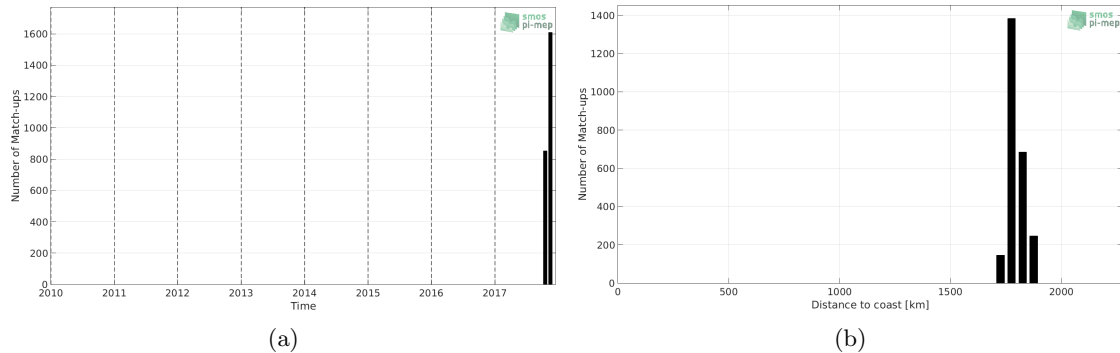 smos
pi-mep
Number of Match-ups
1600
1400
1200
1000
800
600
400
200
0
2010 2011 2012 2013 2014 2015 2016 2017
Time
(a)
smos
pi-mep
Number of Match-ups
1400
1200
1000
800
600
400
200
0
0 500 1000 1500 2000
Distance to coast [km]
(b)